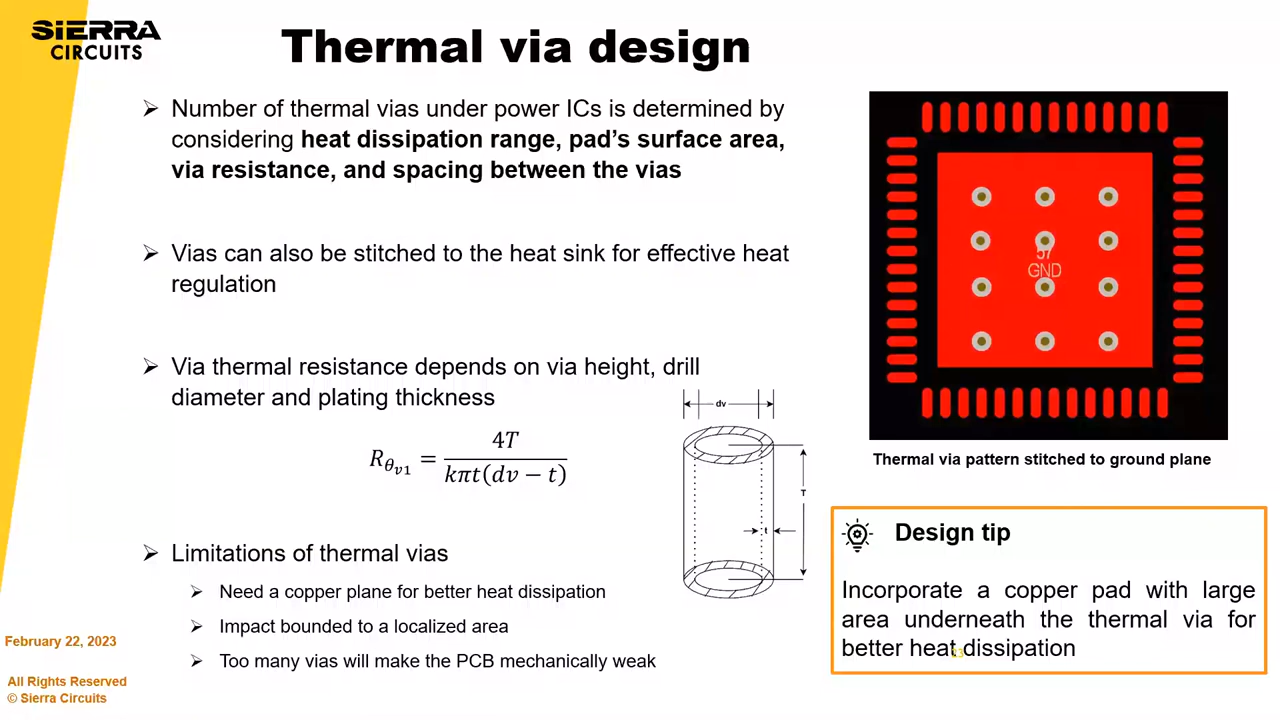 SIERRA
CIRCUITS
Thermal via design
➢ Number of thermal vias under power ICs is determined by
considering heat dissipation range, pad's surface area,
via resistance, and spacing between the vias
➢ Vias can also be stitched to the heat sink for effective heat
regulation
➢ Via thermal resistance depends on via height, drill
diameter and plating thickness
R_θ_v1 = 4T / kπt(dv − t)
➢ Limitations of thermal vias
➢ Need a copper plane for better heat dissipation
➢ Impact bounded to a localized area
➢ Too many vias will make the PCB mechanically weak
dv
T
t
57
GND
Thermal via pattern stitched to ground plane
Design tip
Incorporate a copper pad with large
area underneath the thermal via for
better heat dissipation
23
February 22, 2023
All Rights Reserved
© Sierra Circuits